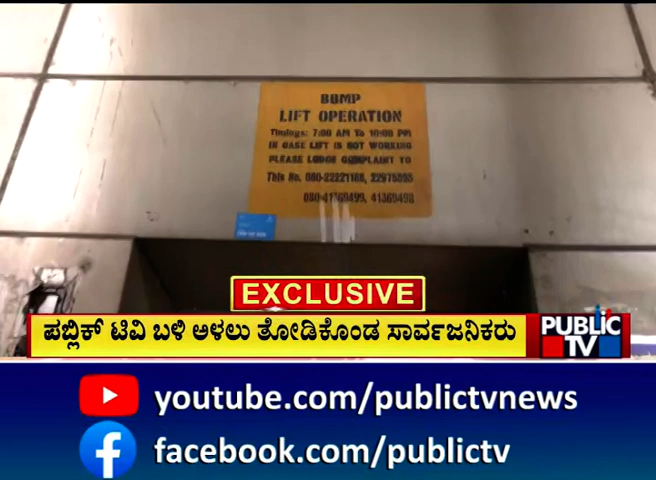 BBMP
LIFT OPERATION
Timings: 7:00 AM To 10:00 PM
IN CASE LIFT IS NOT WORKING
PLEASE LODGE COMPLAINT TO
This No. 080-22221188, 22975595
080-41369499, 41369498
EXCLUSIVE
ಪಬ್ಲಿಕ್ ಟಿವಿ ಬಳಿ ಅಳಲು ತೋಡಿಕೊಂಡ ಸಾರ್ವಜನಿಕರು
PUBLIC
TV
youtube.com/publictvnews
facebook.com/publictv